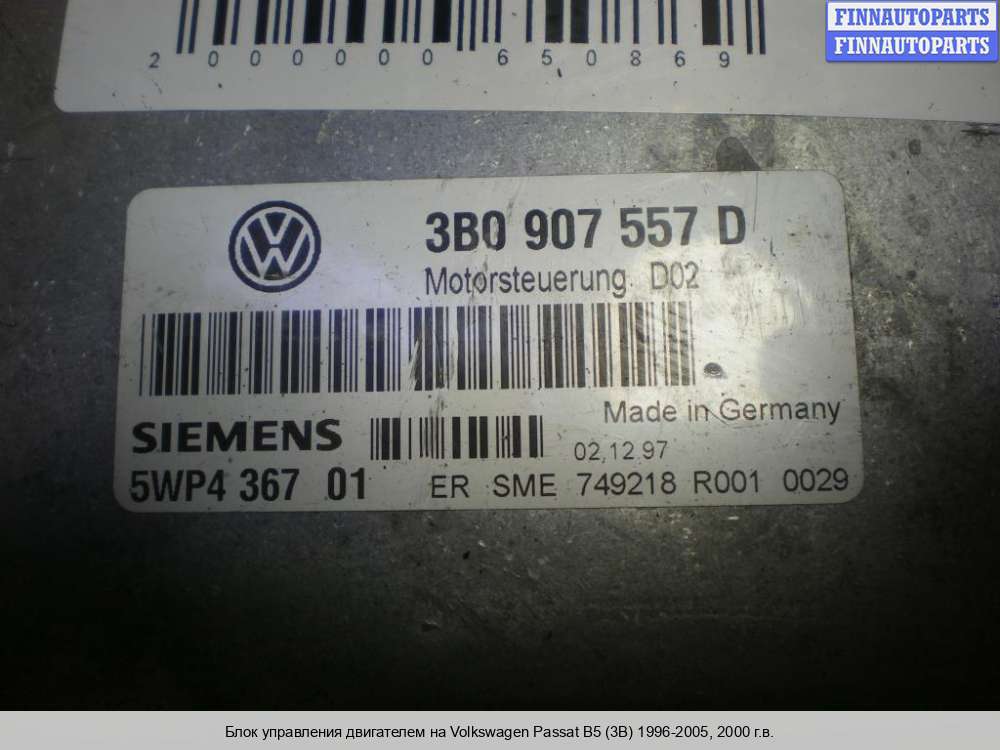 FINNAUTOPARTS
FINNAUTOPARTS
2 000000 650869
VW
3B0 907 557 D
Motorsteuerung D02
Made in Germany
SIEMENS
02,12.97
5WP4 367 01 ER SME 749218 R001 0029
Блок управления двигателем на Volkswagen Passat B5 (3B) 1996-2005, 2000 г.в.